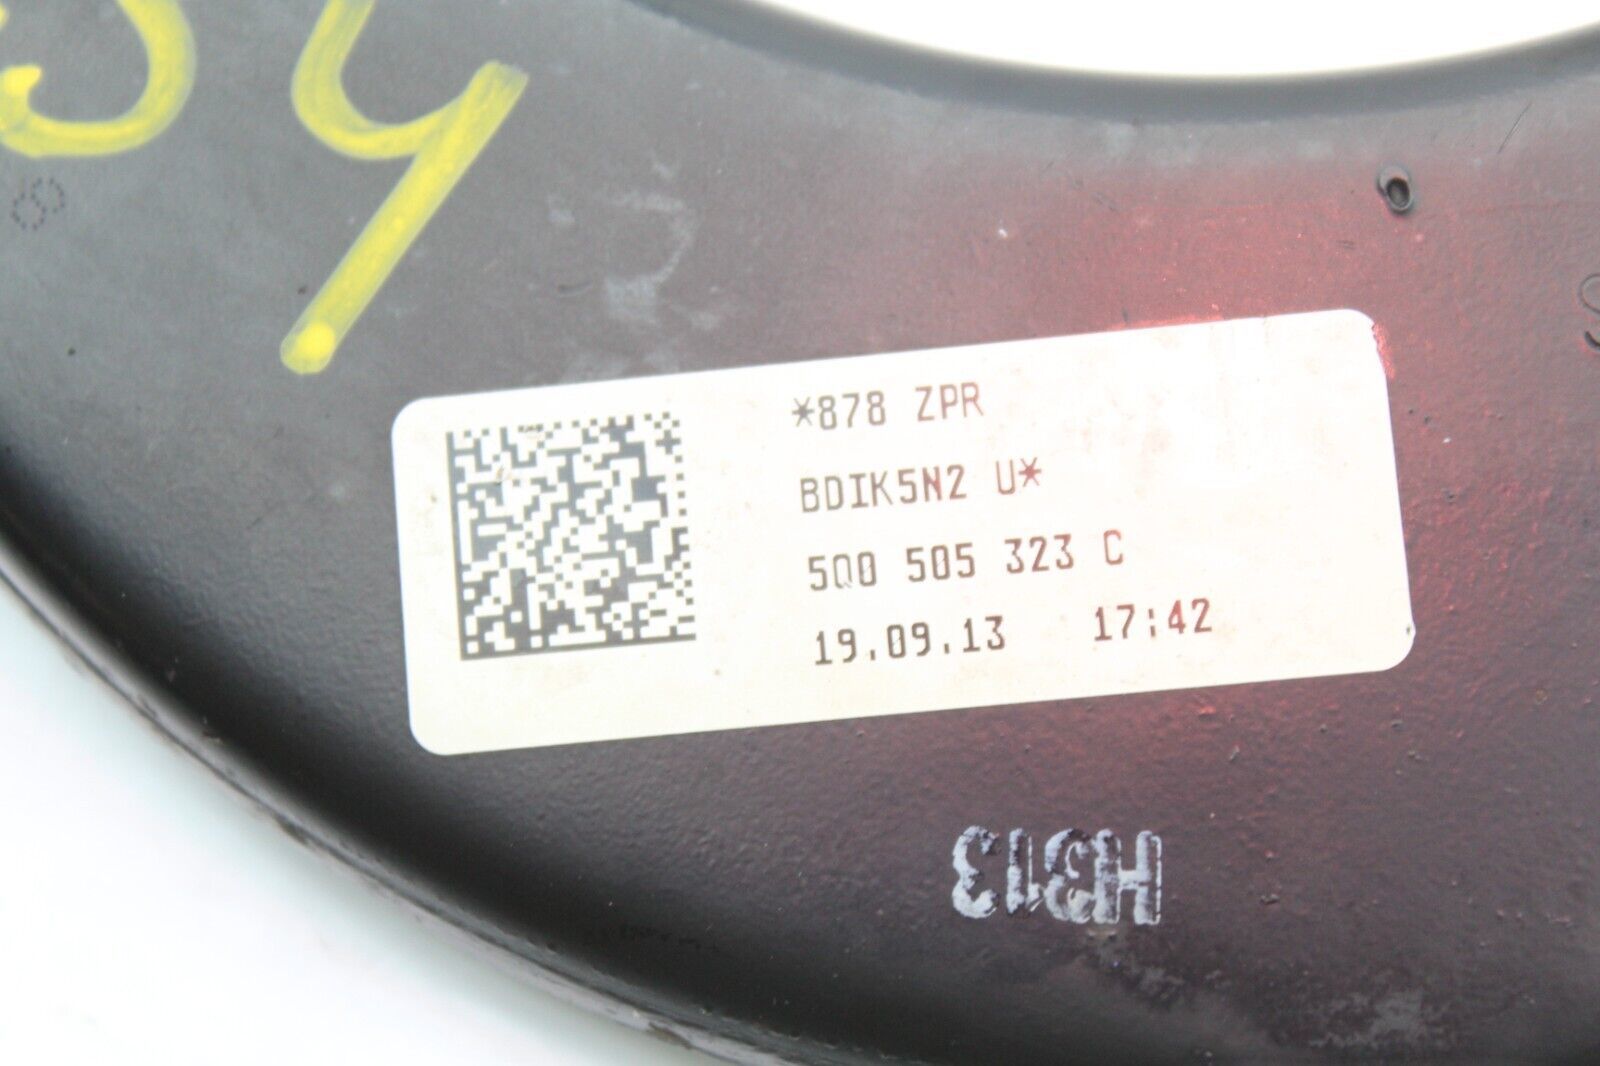 *878 ZPR
BDIK5N2 U*
5Q0 505 323 C
19.09.13 17:42
H313